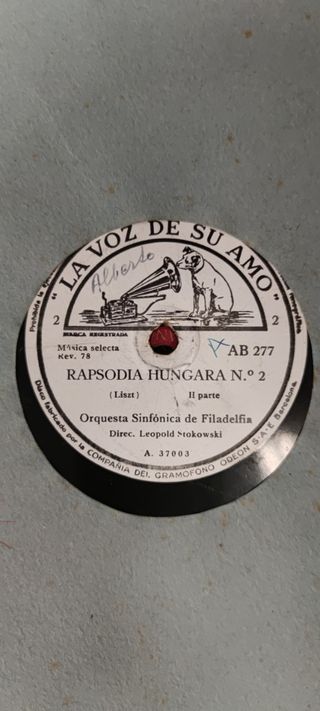 "LA VOZ DE SU AMO"
Alberto
2 2
MARCA REGISTRADA
Música selecta
Rev. 78
AB 277
RAPSODIA HUNGARA N.º 2
(Liszt) II parte
Orquesta Sinfónica de Filadelfia
Direc. Leopold Stokowski
A. 37003
Disco fabricado por la COMPAÑIA DEL GRAMOFONO ODEON S-A-E Barcelona.
Prohibida la